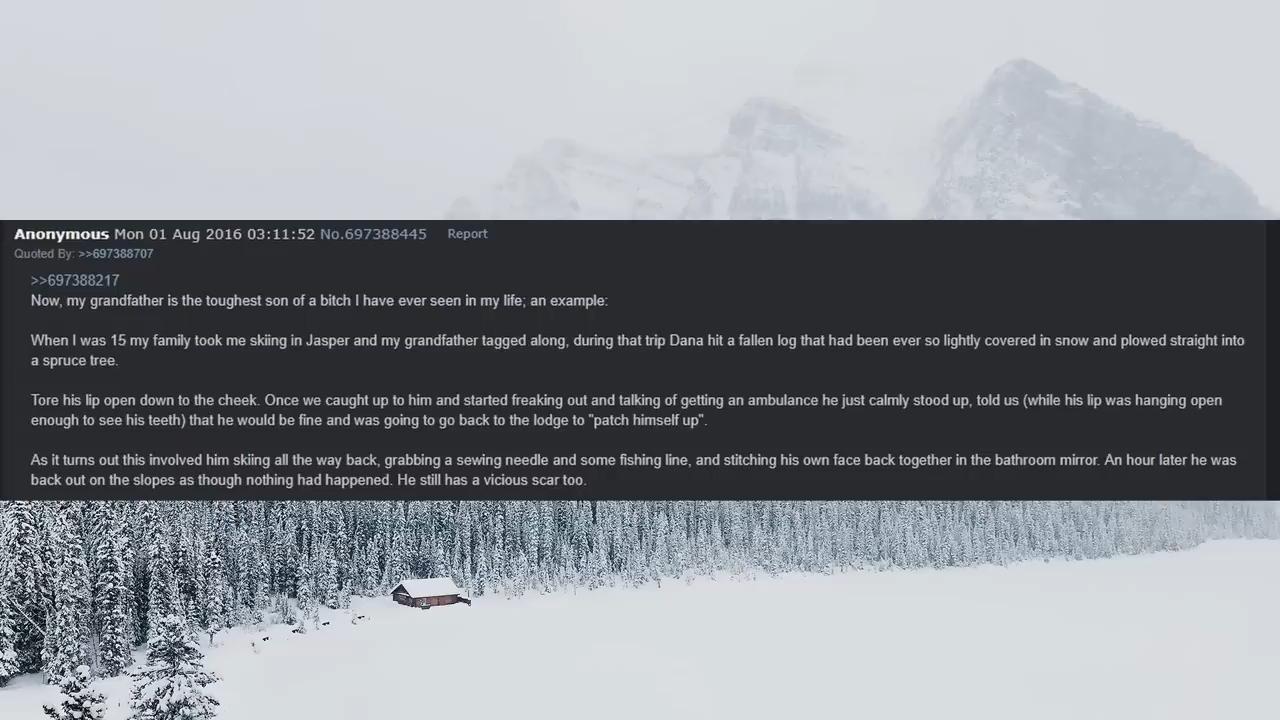 Anonymous Mon 01 Aug 2016 03:11:52 No.697388445 Report
Quoted By: >>697388707
>>697388217
Now, my grandfather is the toughest son of a bitch I have ever seen in my life; an example:
When I was 15 my family took me skiing in Jasper and my grandfather tagged along, during that trip Dana hit a fallen log that had been ever so lightly covered in snow and plowed straight into
a spruce tree.
Tore his lip open down to the cheek. Once we caught up to him and started freaking out and talking of getting an ambulance he just calmly stood up, told us (while his lip was hanging open
enough to see his teeth) that he would be fine and was going to go back to the lodge to "patch himself up".
As it turns out this involved him skiing all the way back, grabbing a sewing needle and some fishing line, and stitching his own face back together in the bathroom mirror. An hour later he was
back out on the slopes as though nothing had happened. He still has a vicious scar too.